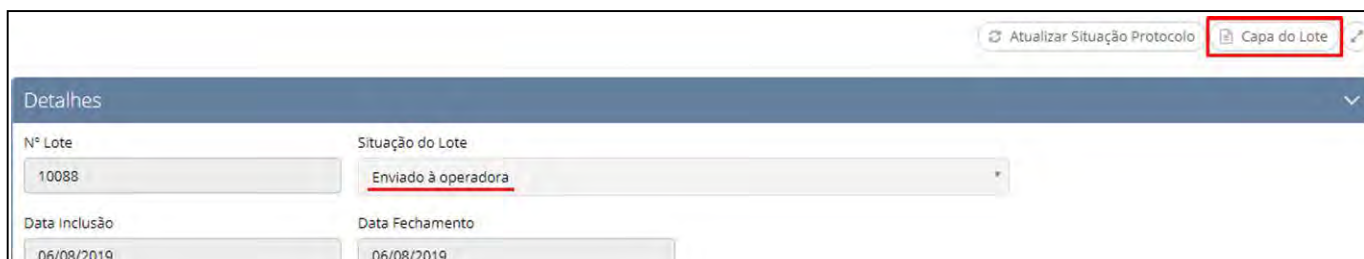 Atualizar Situação Protocolo Capa do Lote
Detalhes
Nº Lote Situação do Lote
10088 Enviado à operadora
Data Inclusão Data Fechamento
06/08/2019 06/08/2019